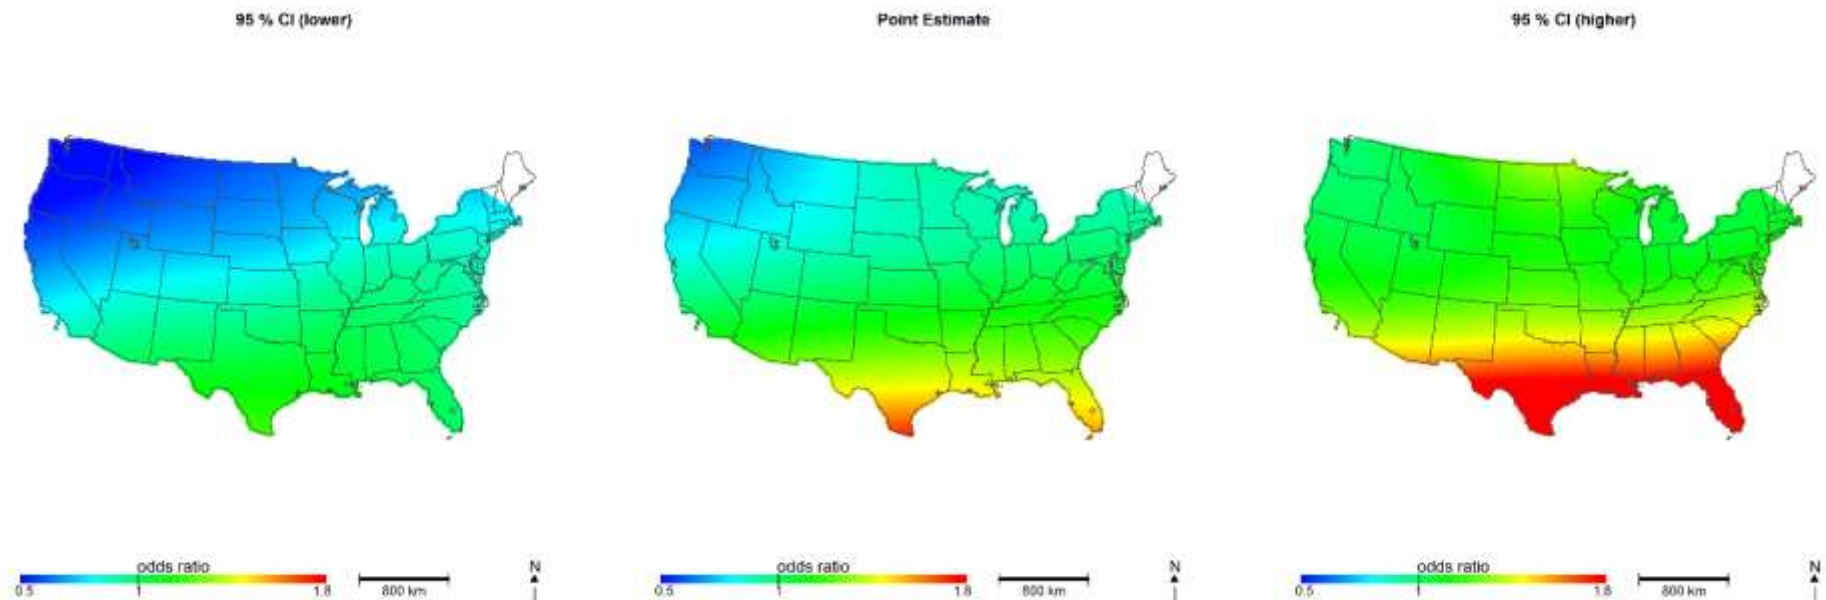 95 % CI (lower)
Point Estimate
95 % CI (higher)
odds ratio
0.5 1 1.8
800 km
N
odds ratio
0.5 1 1.8
800 km
N
odds ratio
0.5 1 1.8
800 km
N